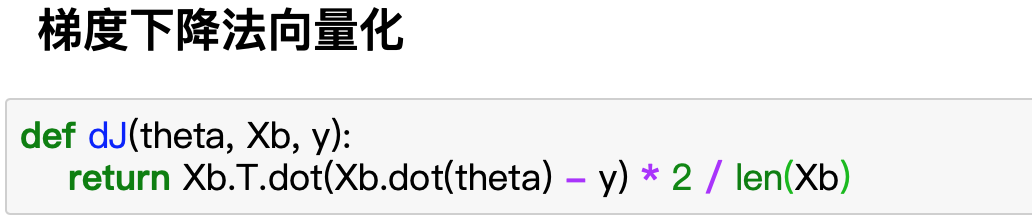 梯度下降法向量化
def dJ(theta, Xb, y):
    return Xb.T.dot(Xb.dot(theta) - y) * 2 / len(Xb)